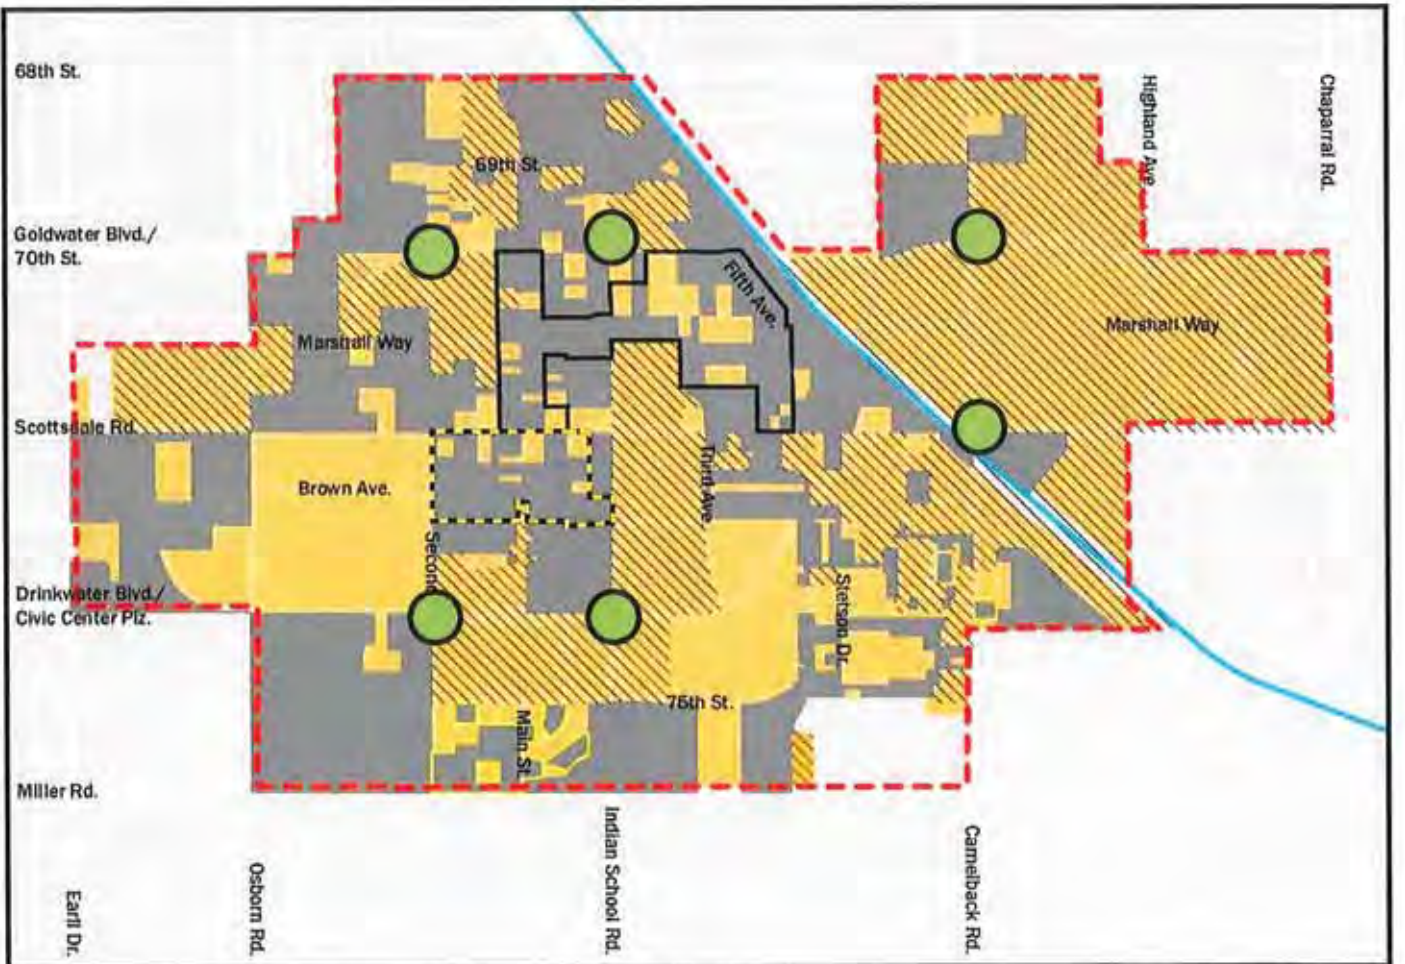 68th St.
Highland Ave.
Chaparral Rd.
69th St.
Goldwater Blvd./
70th St.
Fifth Ave.
Marshall Way
Marshall Way
Scottsdale Rd.
Third Ave.
Brown Ave.
Second
Drinkwater Blvd./
Civic Center Plz.
Stetson Dr.
75th St.
Main St.
Miller Rd.
Indian School Rd.
Camelback Rd.
Osborn Rd.
Earll Dr.